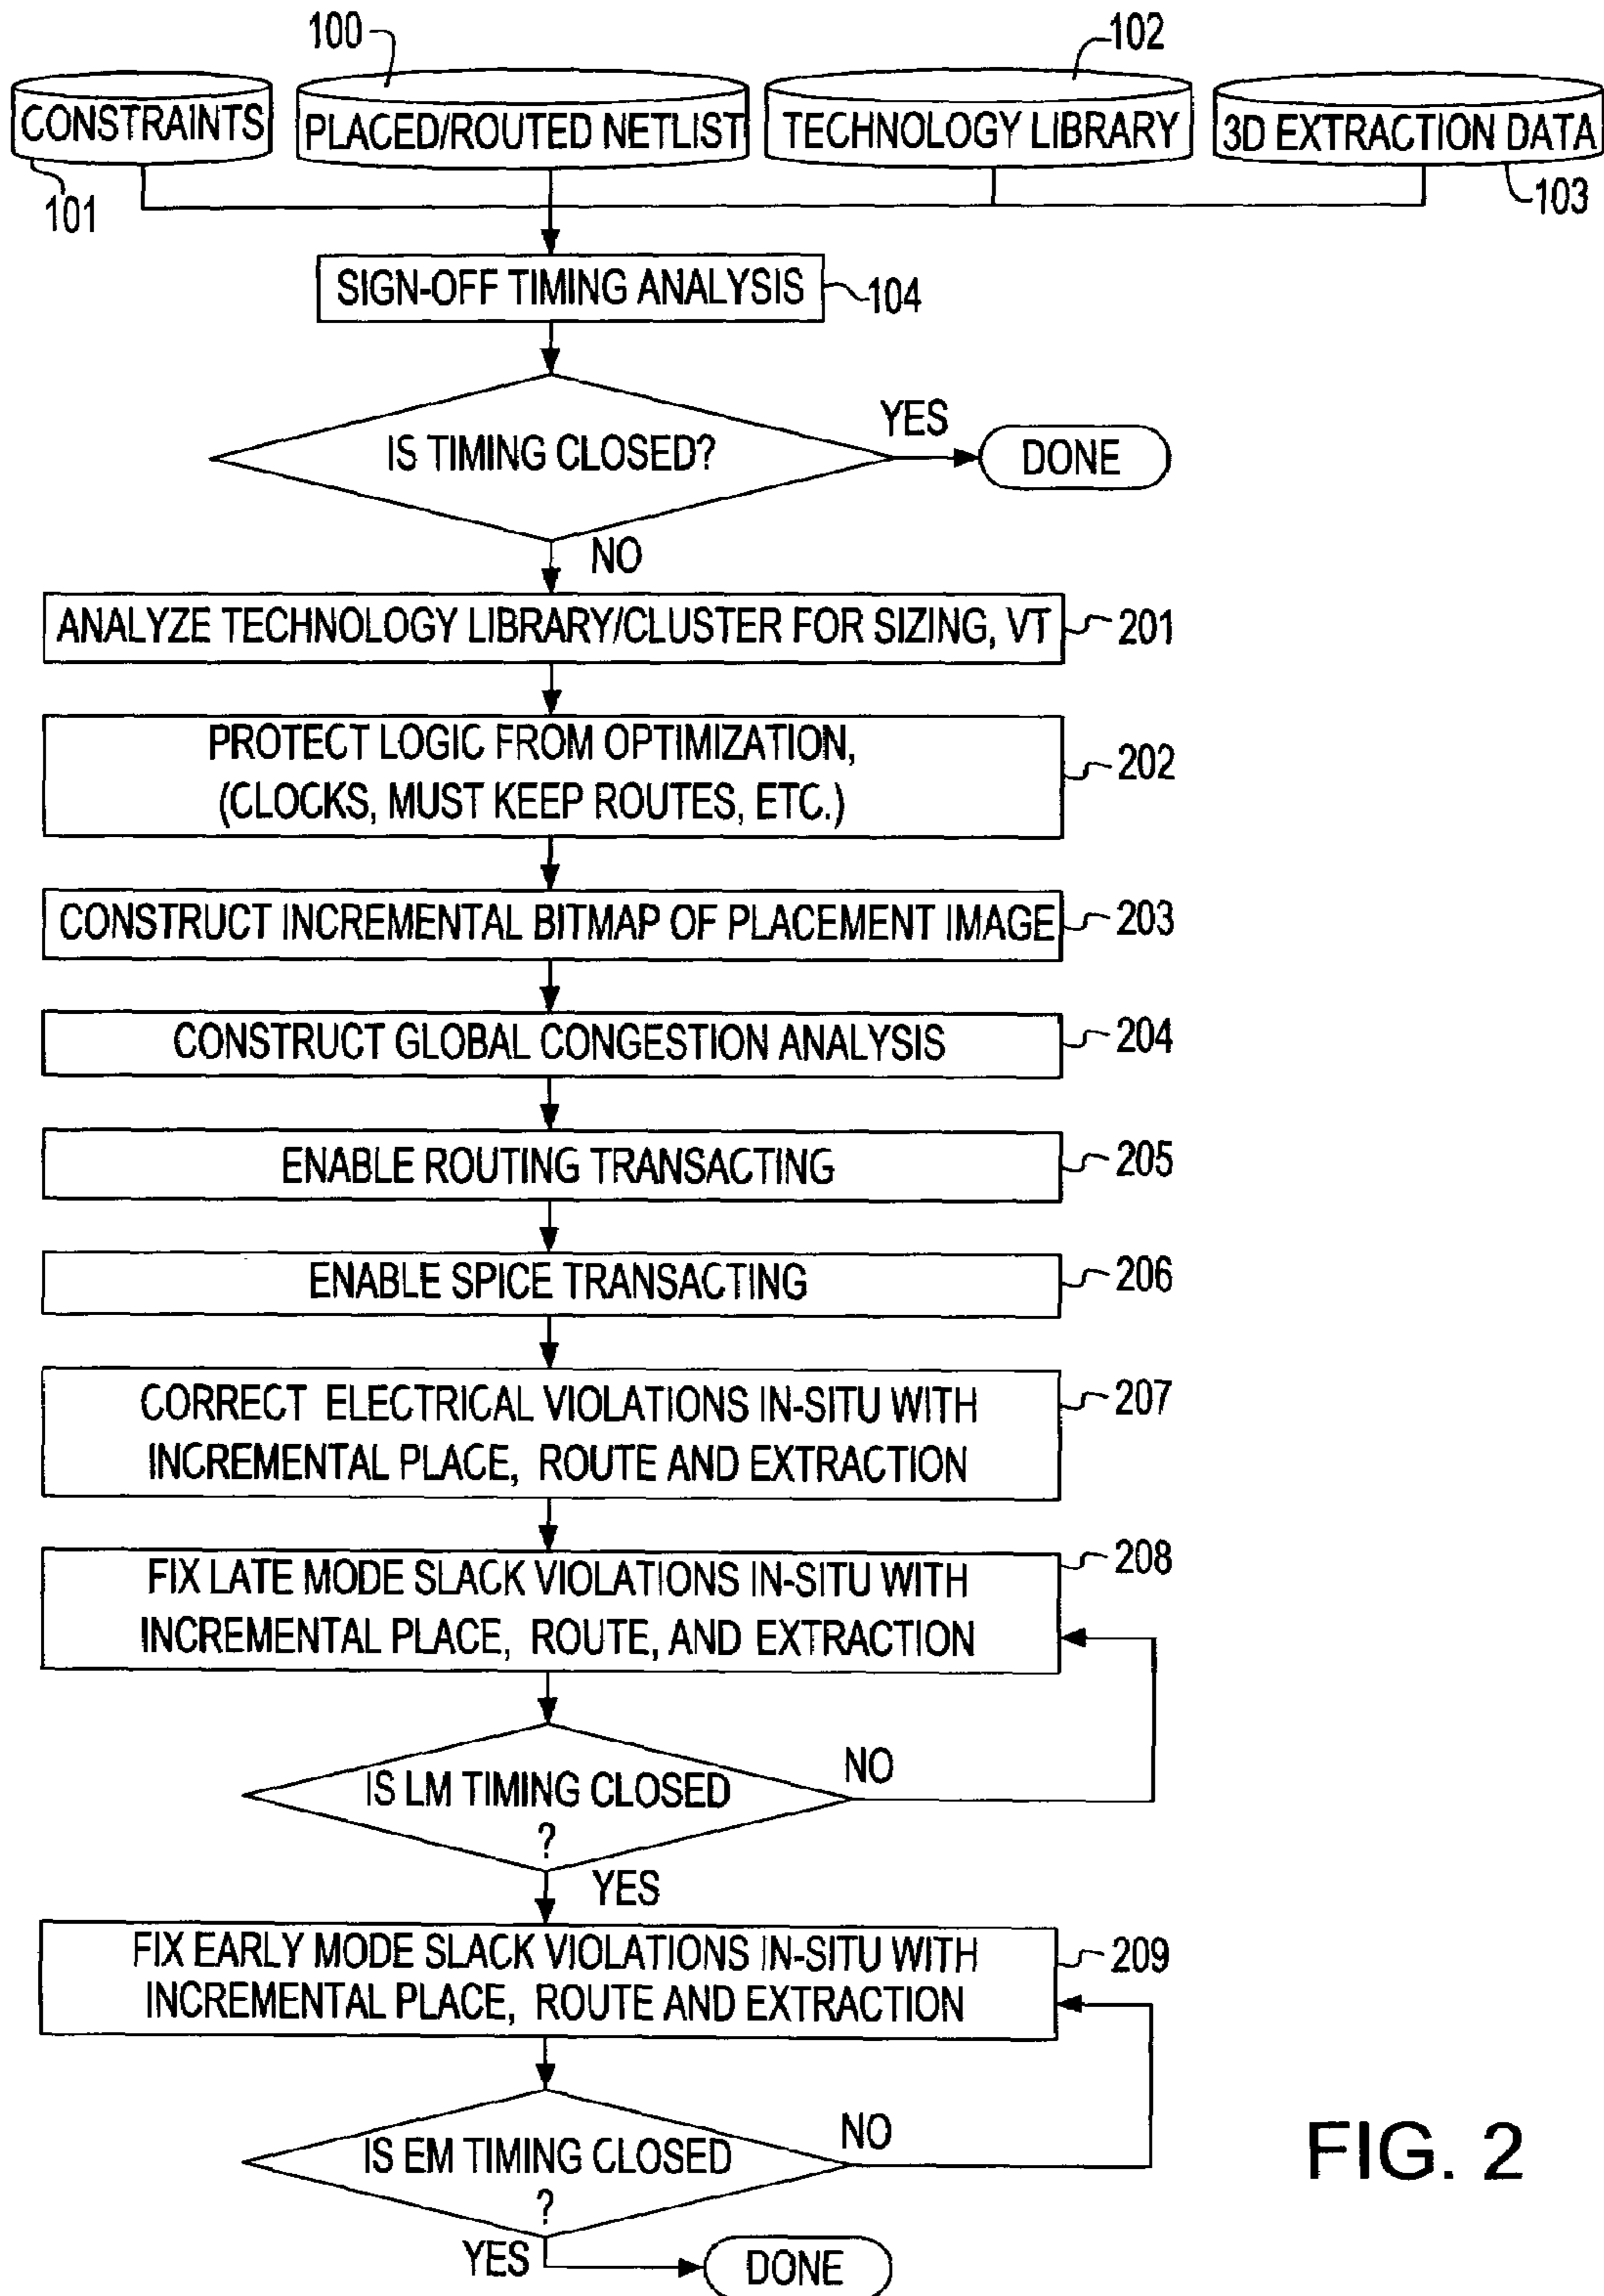 100
102
CONSTRAINTS
PLACED/ROUTED NETLIST
TECHNOLOGY LIBRARY
3D EXTRACTION DATA
101
103
SIGN-OFF TIMING ANALYSIS
104
IS TIMING CLOSED?
YES
DONE
NO
ANALYZE TECHNOLOGY LIBRARY/CLUSTER FOR SIZING, VT
201
PROTECT LOGIC FROM OPTIMIZATION,
(CLOCKS, MUST KEEP ROUTES, ETC.)
202
CONSTRUCT INCREMENTAL BITMAP OF PLACEMENT IMAGE
203
CONSTRUCT GLOBAL CONGESTION ANALYSIS
204
ENABLE ROUTING TRANSACTING
205
ENABLE SPICE TRANSACTING
206
CORRECT ELECTRICAL VIOLATIONS IN-SITU WITH
INCREMENTAL PLACE, ROUTE AND EXTRACTION
207
FIX LATE MODE SLACK VIOLATIONS IN-SITU WITH
INCREMENTAL PLACE, ROUTE, AND EXTRACTION
208
IS LM TIMING CLOSED
?
NO
YES
FIX EARLY MODE SLACK VIOLATIONS IN-SITU WITH
INCREMENTAL PLACE, ROUTE AND EXTRACTION
209
IS EM TIMING CLOSED
?
NO
YES
DONE
FIG. 2